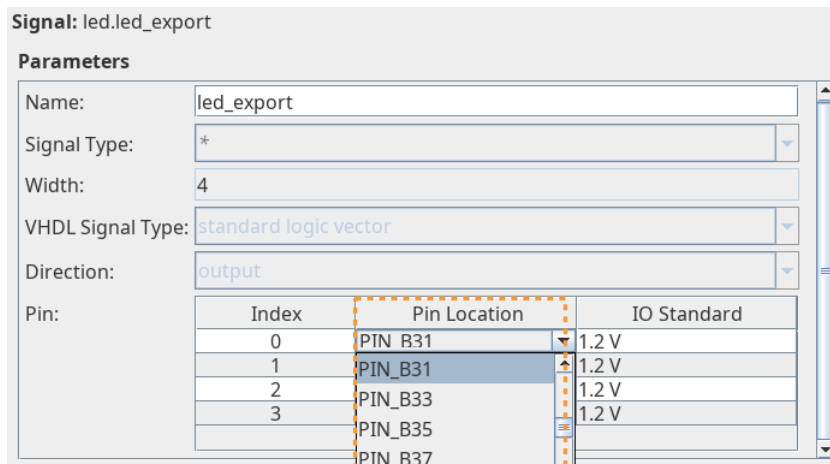 Signal: led.led_export
Parameters
Name: led_export
Signal Type: *
Width: 4
VHDL Signal Type: standard logic vector
Direction: output
Pin: Index Pin Location IO Standard
0 PIN_B31 1.2 V
1 PIN_B31 1.2 V
2 PIN_B33 1.2 V
3 PIN_B35 1.2 V
PIN_B37